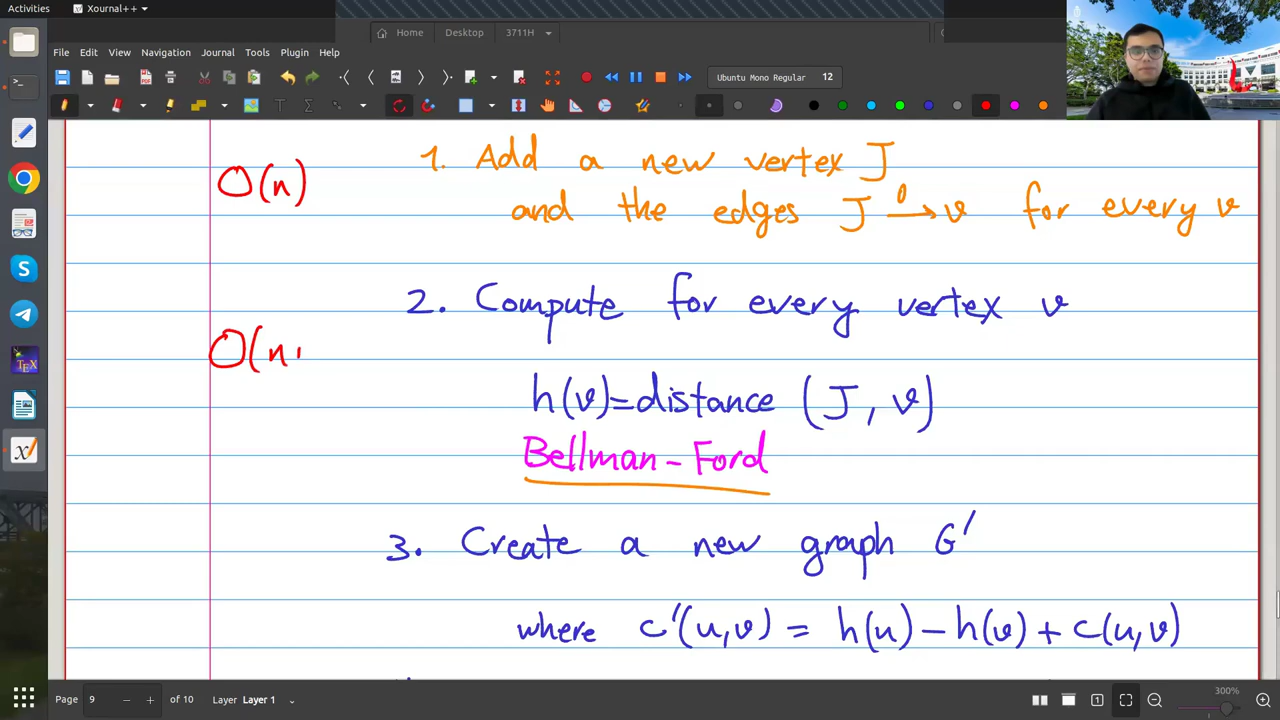 Activities Xournal++
Home Desktop 3711H
File Edit View Navigation Journal Tools Plugin Help
Ubuntu Mono Regular 12
O(n) 1. Add a new vertex J
and the edges J 0→ v for every v
2. Compute for every vertex v
O(n.
h(v)=distance (J, v)
Bellman-Ford
3. Create a new graph G'
where c'(u,v) = h(u) - h(v) + c(u,v)
Page 9 of 10 Layer Layer 1
300%